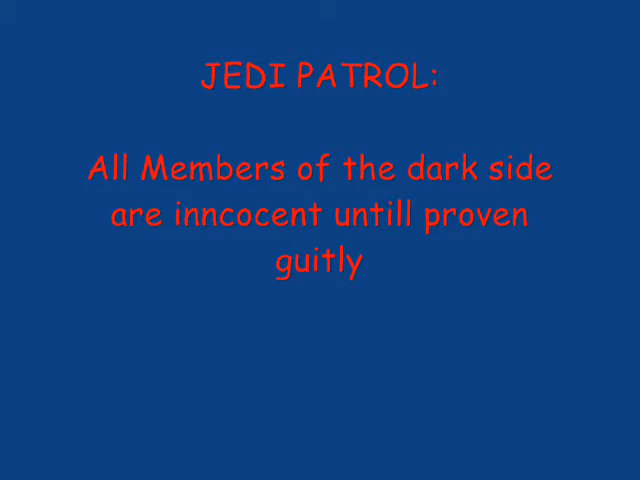 JEDI PATROL:
All Members of the dark side
are inncocent untill proven
guitly